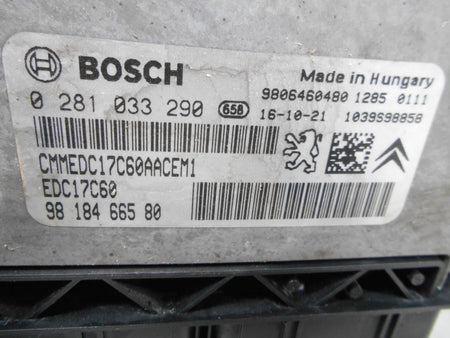 BOSCH
Made in Hungary
0 281 033 290 658
9806460480 1285 0111
16-10-21 1039S98858
CMMEDC17C60AACEM1
EDC17C60
98 184 665 80